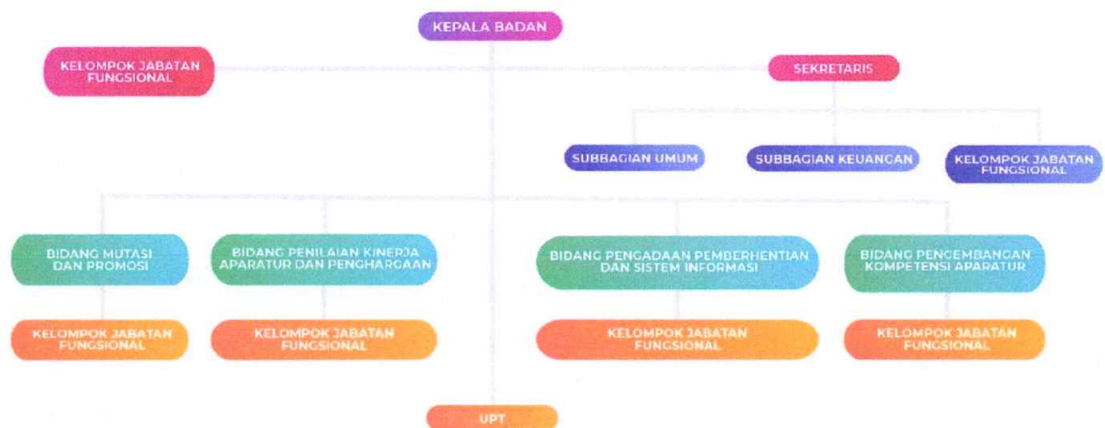 KEPALA BADAN
KELOMPOK JABATAN
FUNGSIONAL
SEKRETARIS
SUBBAGIAN UMUM
SUBBAGIAN KEUANGAN
KELOMPOK JABATAN
FUNGSIONAL
BIDANG MUTASI
DAN PROMOSI
BIDANG PENILAIAN KINERJA
APARATUR DAN PENGHARGAAN
BIDANG PENGADAAN PEMBERHENTIAN
DAN SISTEM INFORMASI
BIDANG PENGEMBANGAN
KOMPETENSI APARATUR
KELOMPOK JABATAN
FUNGSIONAL
KELOMPOK JABATAN
FUNGSIONAL
KELOMPOK JABATAN
FUNGSIONAL
KELOMPOK JABATAN
FUNGSIONAL
UPT